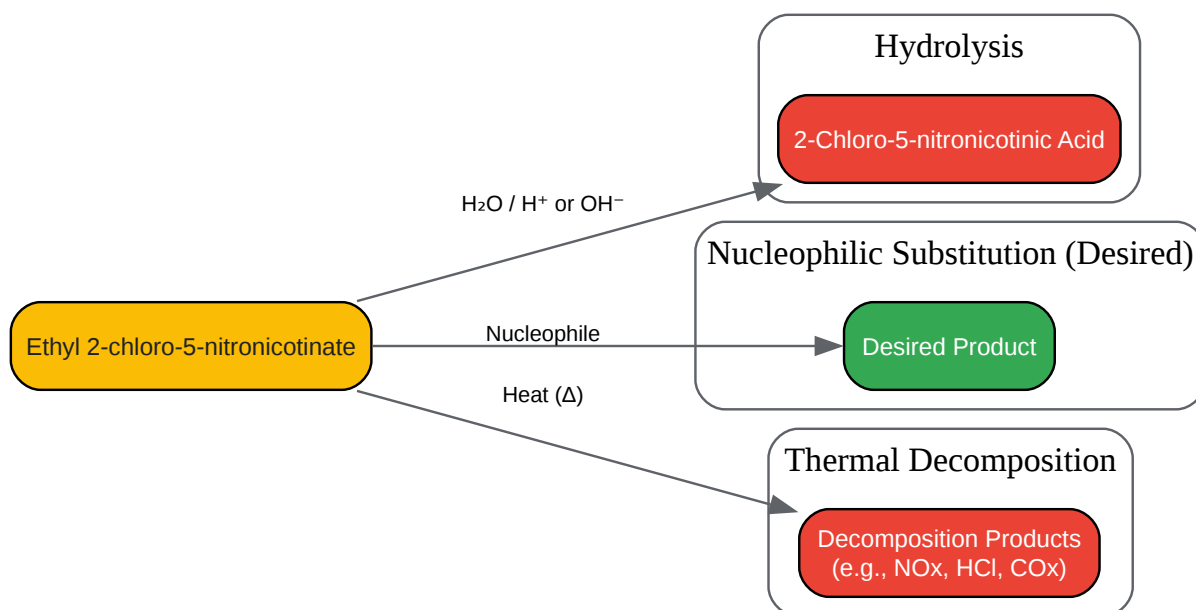 Hydrolysis
2-Chloro-5-nitronicotinic Acid
H₂O / H⁺ or OH⁻
Nucleophilic Substitution (Desired)
Ethyl 2-chloro-5-nitronicotinate
Nucleophile
Desired Product
Heat (Δ)
Thermal Decomposition
Decomposition Products
(e.g., NOx, HCl, COx)